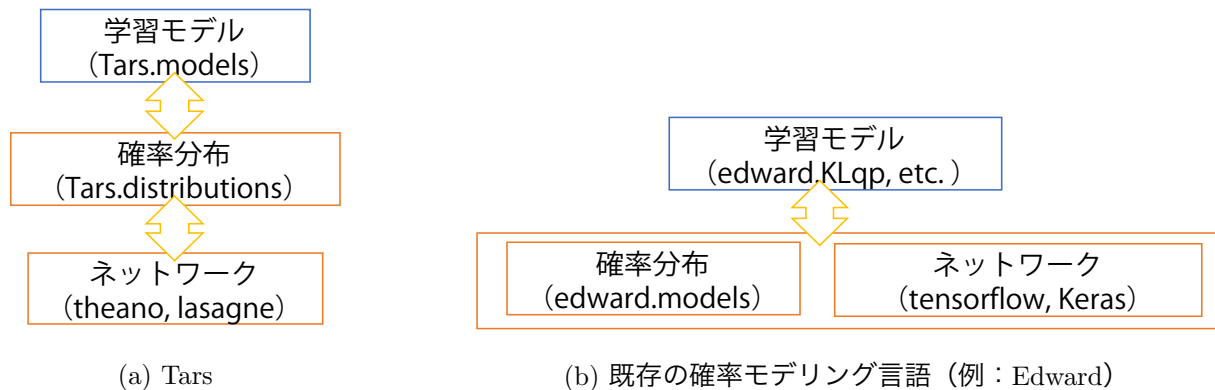 学習モデル
（Tars.models）
確率分布
（Tars.distributions）
ネットワーク
（theano, lasagne）
(a) Tars
学習モデル
（edward.KLqp, etc. ）
確率分布
（edward.models）
ネットワーク
（tensorflow, Keras）
(b) 既存の確率モデリング言語（例：Edward）